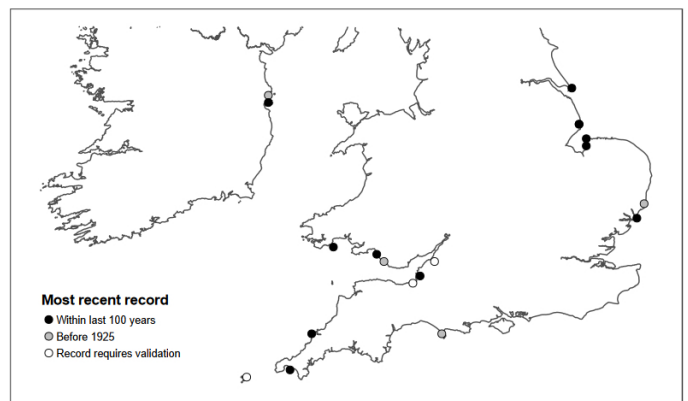 Most recent record
Within last 100 years
Before 1925
Record requires validation